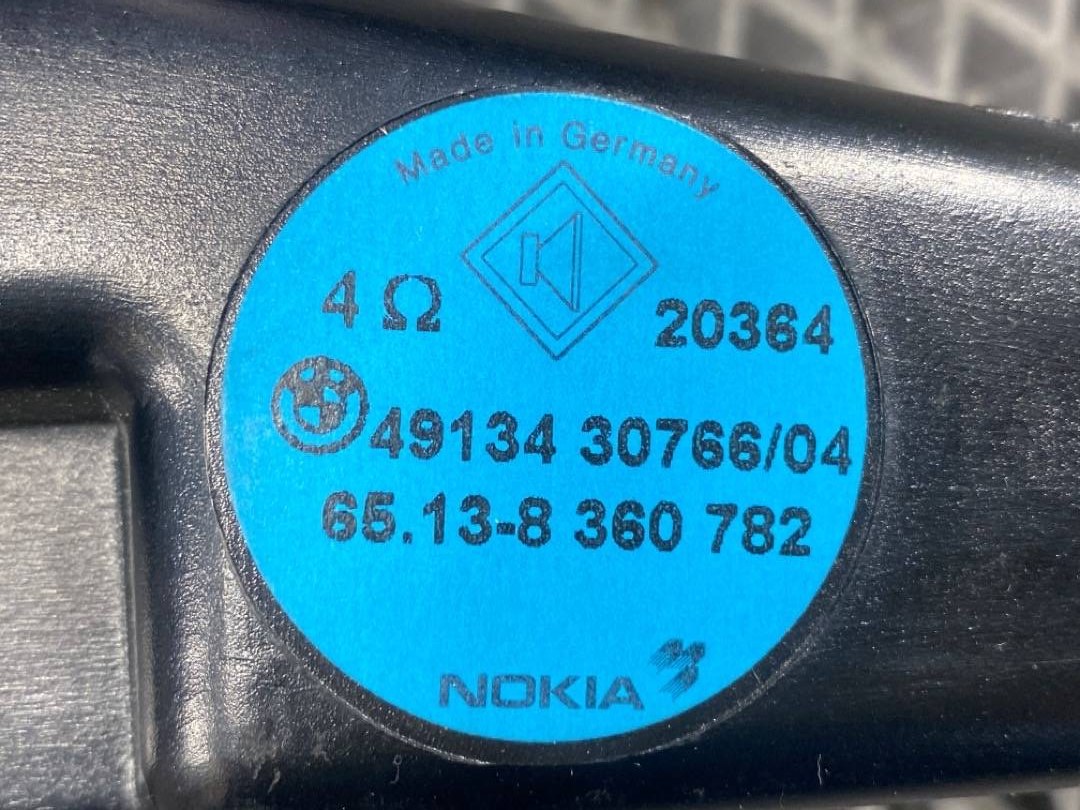 Made in Germany
4 Ω
20364
49134 30766/04
65.13-8 360 782
NOKIA